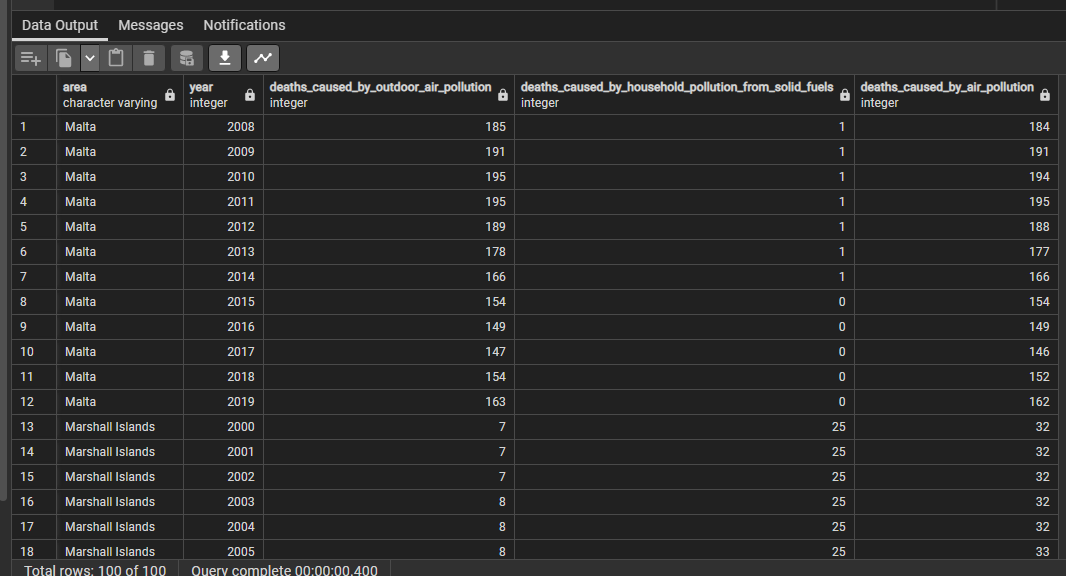 Data Output Messages Notifications
area year deaths_caused_by_outdoor_air_pollution deaths_caused_by_household_pollution_from_solid_fuels deaths_caused_by_air_pollution
character varying integer integer integer integer
1 Malta 2008 185 1 184
2 Malta 2009 191 1 191
3 Malta 2010 195 1 194
4 Malta 2011 195 1 195
5 Malta 2012 189 1 188
6 Malta 2013 178 1 177
7 Malta 2014 166 1 166
8 Malta 2015 154 0 154
9 Malta 2016 149 0 149
10 Malta 2017 147 0 146
11 Malta 2018 154 0 152
12 Malta 2019 163 0 162
13 Marshall Islands 2000 7 25 32
14 Marshall Islands 2001 7 25 32
15 Marshall Islands 2002 7 25 32
16 Marshall Islands 2003 8 25 32
17 Marshall Islands 2004 8 25 32
18 Marshall Islands 2005 8 25 33
Total rows: 100 of 100 Query complete 00:00:00.400